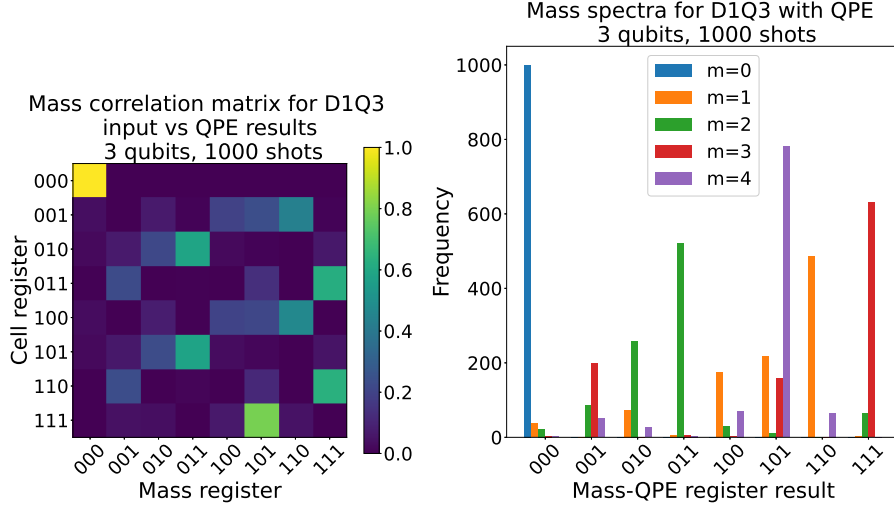 Mass correlation matrix for D1Q3
input vs QPE results
3 qubits, 1000 shots
Cell register
000
001
010
011
100
101
110
111
000 001 010 011 100 101 110 111
Mass register
1.0
0.8
0.6
0.4
0.2
0.0
Mass spectra for D1Q3 with QPE
3 qubits, 1000 shots
Frequency
1000
800
600
400
200
0
m=0
m=1
m=2
m=3
m=4
000 001 010 011 100 101 110 111
Mass-QPE register result